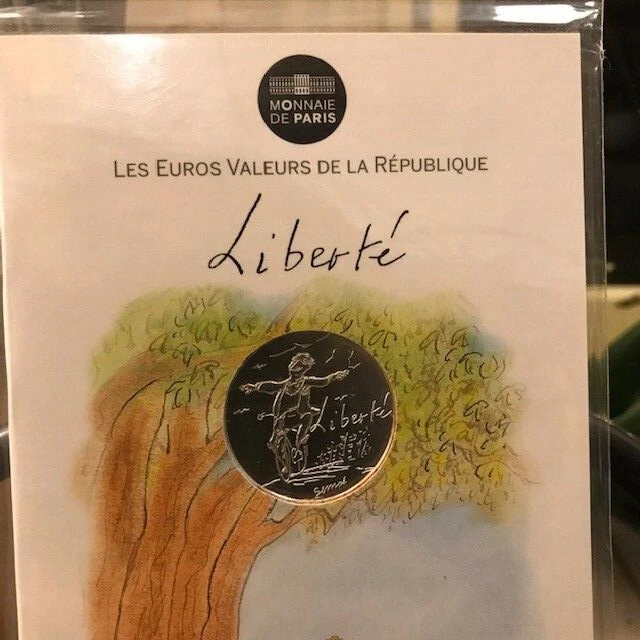 MONNAIE
DE PARIS
LES EUROS VALEURS DE LA RÉPUBLIQUE
Liberté
Liberté
Sempé